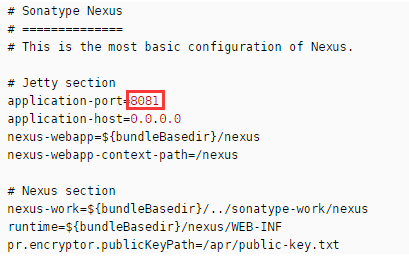 # Sonatype Nexus
# ==============
# This is the most basic configuration of Nexus.
# Jetty section
application-port=8081
application-host=0.0.0.0
nexus-webapp=${bundleBasedir}/nexus
nexus-webapp-context-path=/nexus
# Nexus section
nexus-work=${bundleBasedir}/../sonatype-work/nexus
runtime=${bundleBasedir}/nexus/WEB-INF
pr.encryptor.publicKeyPath=/apr/public-key.txt